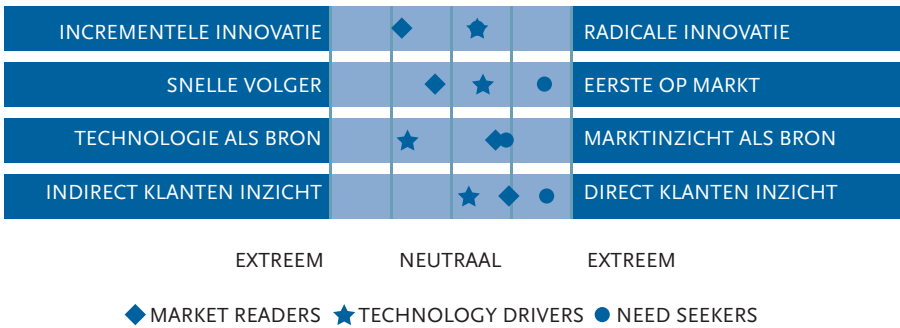 INCREMENTELE INNOVATIE RADICALE INNOVATIE
SNELLE VOLGER EERSTE OP MARKT
TECHNOLOGIE ALS BRON MARKTINZICHT ALS BRON
INDIRECT KLANTEN INZICHT DIRECT KLANTEN INZICHT
EXTREEM NEUTRAAL EXTREEM
MARKET READERS TECHNOLOGY DRIVERS NEED SEEKERS